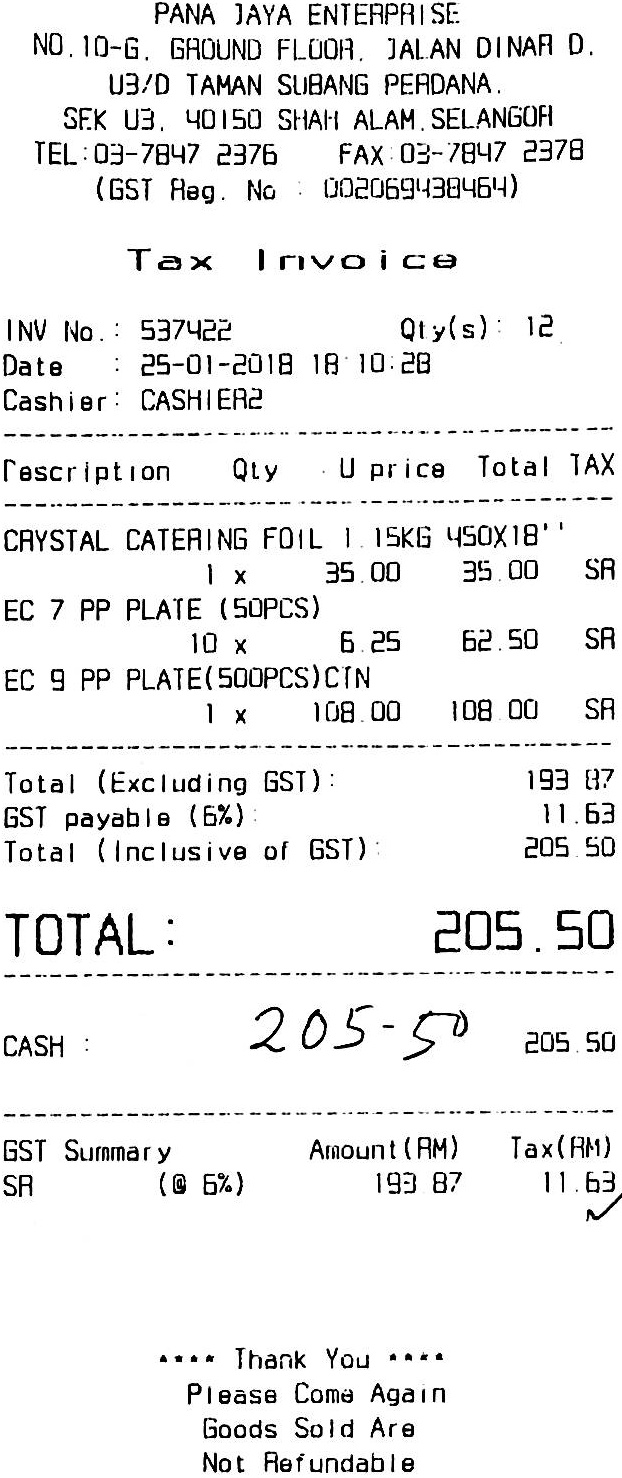 PANA JAYA ENTERPRISE
NO.10-G, GROUND FLOOR, JALAN DINAR D,
U3/D TAMAN SUBANG PERDANA,
SEK U3, 40150 SHAH ALAM,SELANGOR
TEL:03-7847 2376 FAX:03-7847 2378
(GST Reg. No : 002069438464)
Tax Invoice
INV No.: 537422 Qty(s): 12
Date : 25-01-2018 18:10:28
Cashier: CASHIER2
Description Qty U price Total TAX
CRYSTAL CATERING FOIL 1.15KG 450X18''
1 x 35.00 35.00 SR
EC 7 PP PLATE (50PCS)
10 x 6.25 62.50 SR
EC 9 PP PLATE(500PCS)CTN
1 x 108.00 108.00 SR
Total (Excluding GST): 193.87
GST payable (6%): 11.63
Total (Inclusive of GST): 205.50
TOTAL: 205.50
205-50
CASH : 205.50
GST Summary Amount(RM) Tax(RM)
SR (@ 6%) 193.87 11.63
**** Thank You ****
Please Come Again
Goods Sold Are
Not Refundable